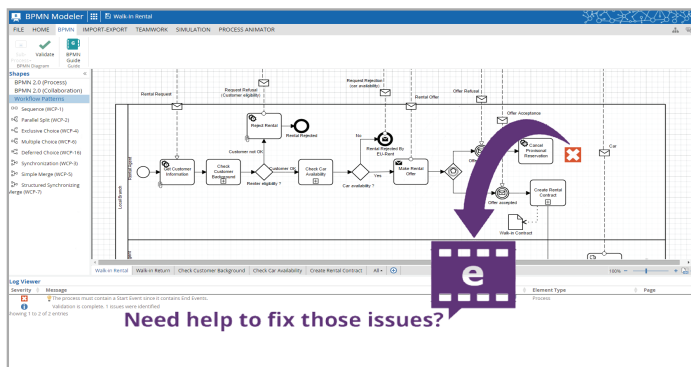 BPMN Modeler
Walk-in Rental
FILE HOME BPMN IMPORT-EXPORT TEAMWORK SIMULATION PROCESS ANIMATOR
Validate
BPMN Guide
BPMN Diagram
Guide
Shapes
BPMN 2.0 (Process)
BPMN 2.0 (Collaboration)
Workflow Patterns
Sequence (WCP-1)
Parallel Split (WCP-2)
Exclusive Choice (WCP-4)
Multiple Choice (WCP-6)
Deferred Choice (WCP-16)
Synchronization (WCP-3)
Simple Merge (WCP-5)
Structured Synchronizing
Merge (WCP-7)
Rental Request
Request Refusal
(Customer eligibility)
Request Rejection
(car availability)
Rental Offer
Offer Refusal
Offer Acceptance
Car
Reject Rental
Rental Rejected
Customer not OK
No
Rental Rejected By
EU-Rent
Cancel
Provisional
Reservation
Get Customer
Information
Check
Customer
Background
Customer OK
Renter eligibility ?
Check Car
Availability
Yes
Car availability ?
Make Rental
Offer
Offer accepted
Create Rental
Contract
Walk-in Contract
Local Branch
Rental Agent
Walk-in Rental Walk-in Return Check Customer Background Check Car Availability Create Rental Contract All
100%
e
Log Viewer
Severity Message Element Type Page
The process must contain a Start Event since it contains End Events. Process
Validation is complete. 1 issues were identified
howing 1 to 2 of 2 entries
Need help to fix those issues?